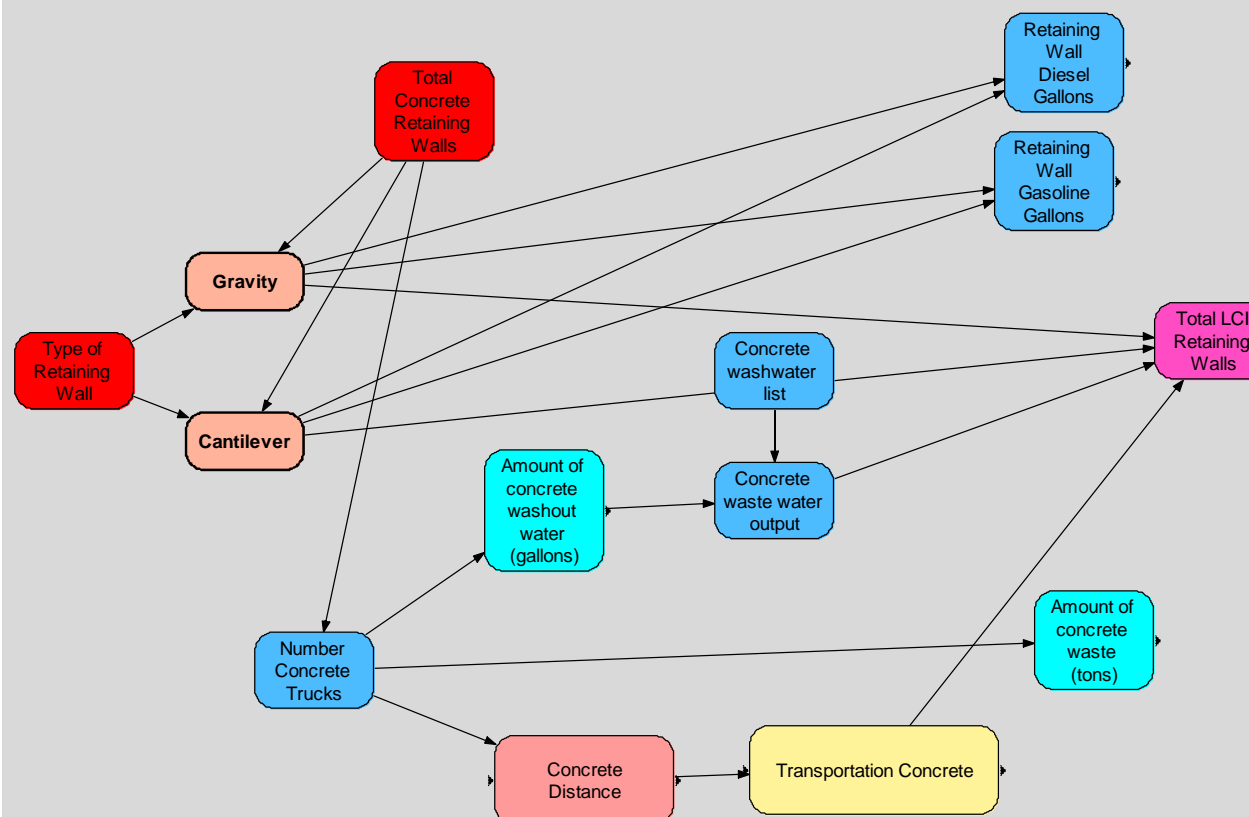 Retaining
Wall
Diesel
Gallons
Total
Concrete
Retaining
Walls
Retaining
Wall
Gasoline
Gallons
Gravity
Type of
Retaining
Wall
Total LCI
Retaining
Walls
Concrete
washwater
list
Cantilever
Amount of
concrete
washout
water
(gallons)
Concrete
waste water
output
Amount of
concrete
waste
(tons)
Number
Concrete
Trucks
Concrete
Distance
Transportation Concrete